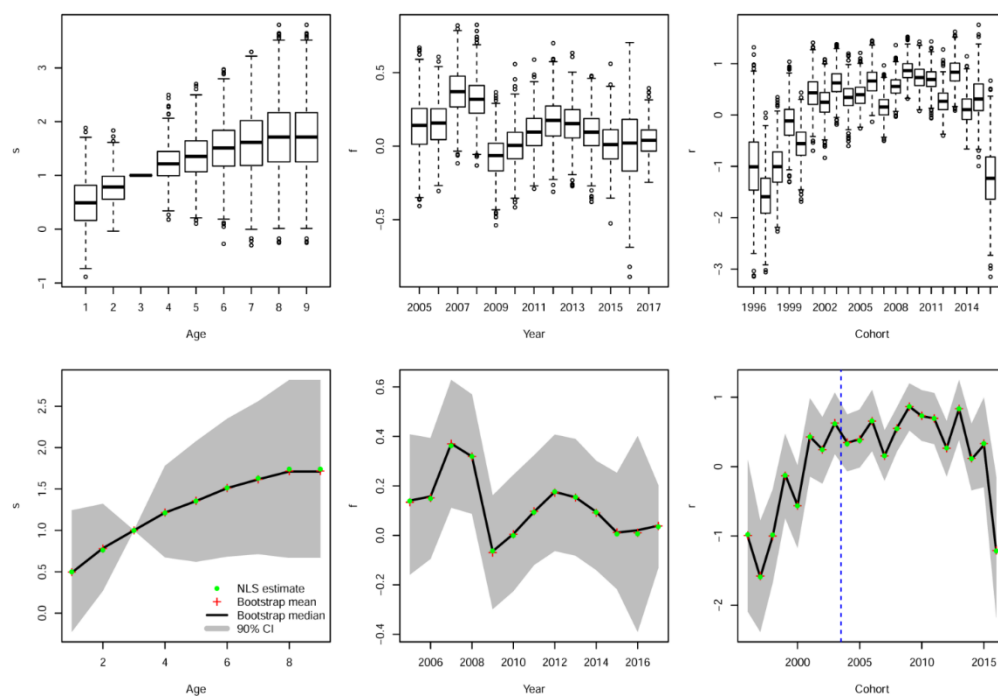 s
3
2
1
0
−1
1 2 3 4 5 6 7 8 9
Age
f
0.5
0.0
−0.5
2005 2007 2009 2011 2013 2015 2017
Year
r
1
0
−1
−2
−3
1996 1999 2002 2005 2008 2011 2014
Cohort
s
2.5
2.0
1.5
1.0
0.5
0.0
2 4 6 8
Age
NLS estimate
Bootstrap mean
Bootstrap median
90% CI
f
0.6
0.4
0.2
0.0
−0.2
−0.4
2006 2008 2010 2012 2014 2016
Year
r
1
0
−1
−2
2000 2005 2010 2015
Cohort